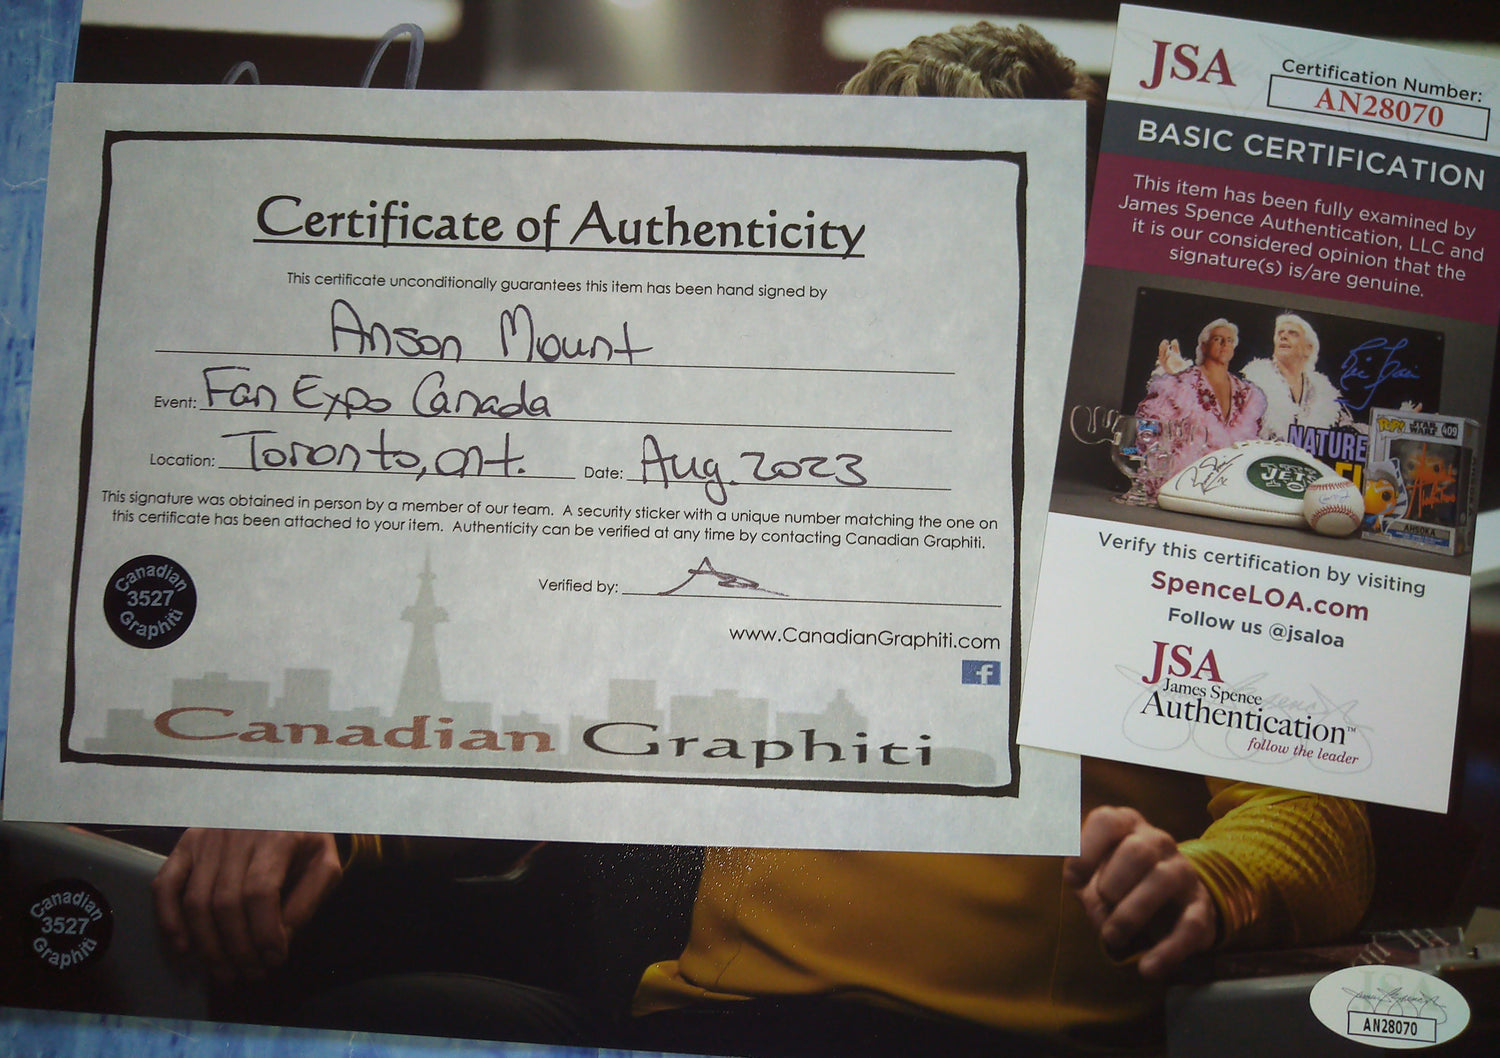 Certificate of Authenticity
This certificate unconditionally guarantees this item has been hand signed by
Anson Mount
Event: Fan Expo Canada
Location: Toronto, Ont. Date: Aug. 2023
This signature was obtained in person by a member of our team. A security sticker with a unique number matching the one on
this certificate has been attached to your item. Authenticity can be verified at any time by contacting Canadian Graphiti.
Verified by:
Canadian
3527
Graphiti
www.CanadianGraphiti.com
f
Canadian Graphiti
JSA
Certification Number:
AN28070
BASIC CERTIFICATION
This item has been fully examined by
James Spence Authentication, LLC and
it is our considered opinion that the
signature(s) is/are genuine.
NATURE
JETS
POP! STAR WARS 409
AHSOKA
Verify this certification by visiting
SpenceLOA.com
Follow us @jsaloa
JSA
James Spence
Authentication™
follow the leader
Canadian
3527
Graphiti
JSA
AN28070